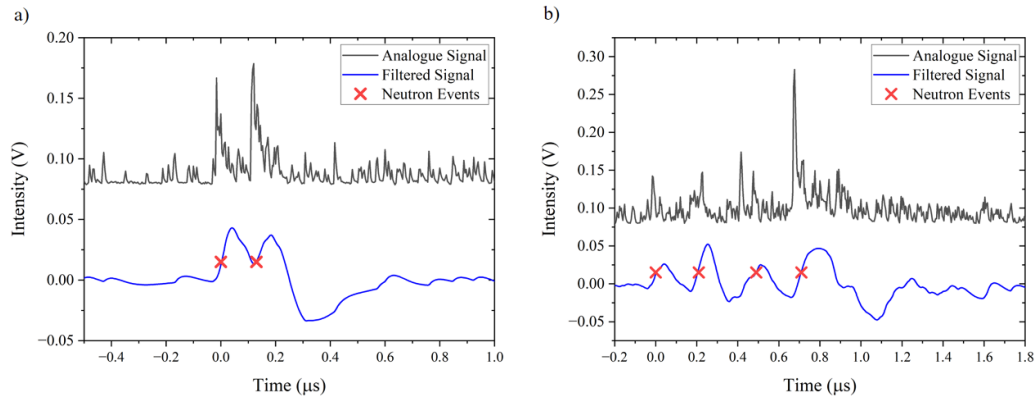 a)
Intensity (V)
0.20
0.15
0.10
0.05
0.00
−0.05
Analogue Signal
Filtered Signal
Neutron Events
−0.4 −0.2 0.0 0.2 0.4 0.6 0.8 1.0
Time (μs)
b)
Intensity (V)
0.30
0.25
0.20
0.15
0.10
0.05
0.00
−0.05
Analogue Signal
Filtered Signal
Neutron Events
−0.2 0.0 0.2 0.4 0.6 0.8 1.0 1.2 1.4 1.6 1.8
Time (μs)